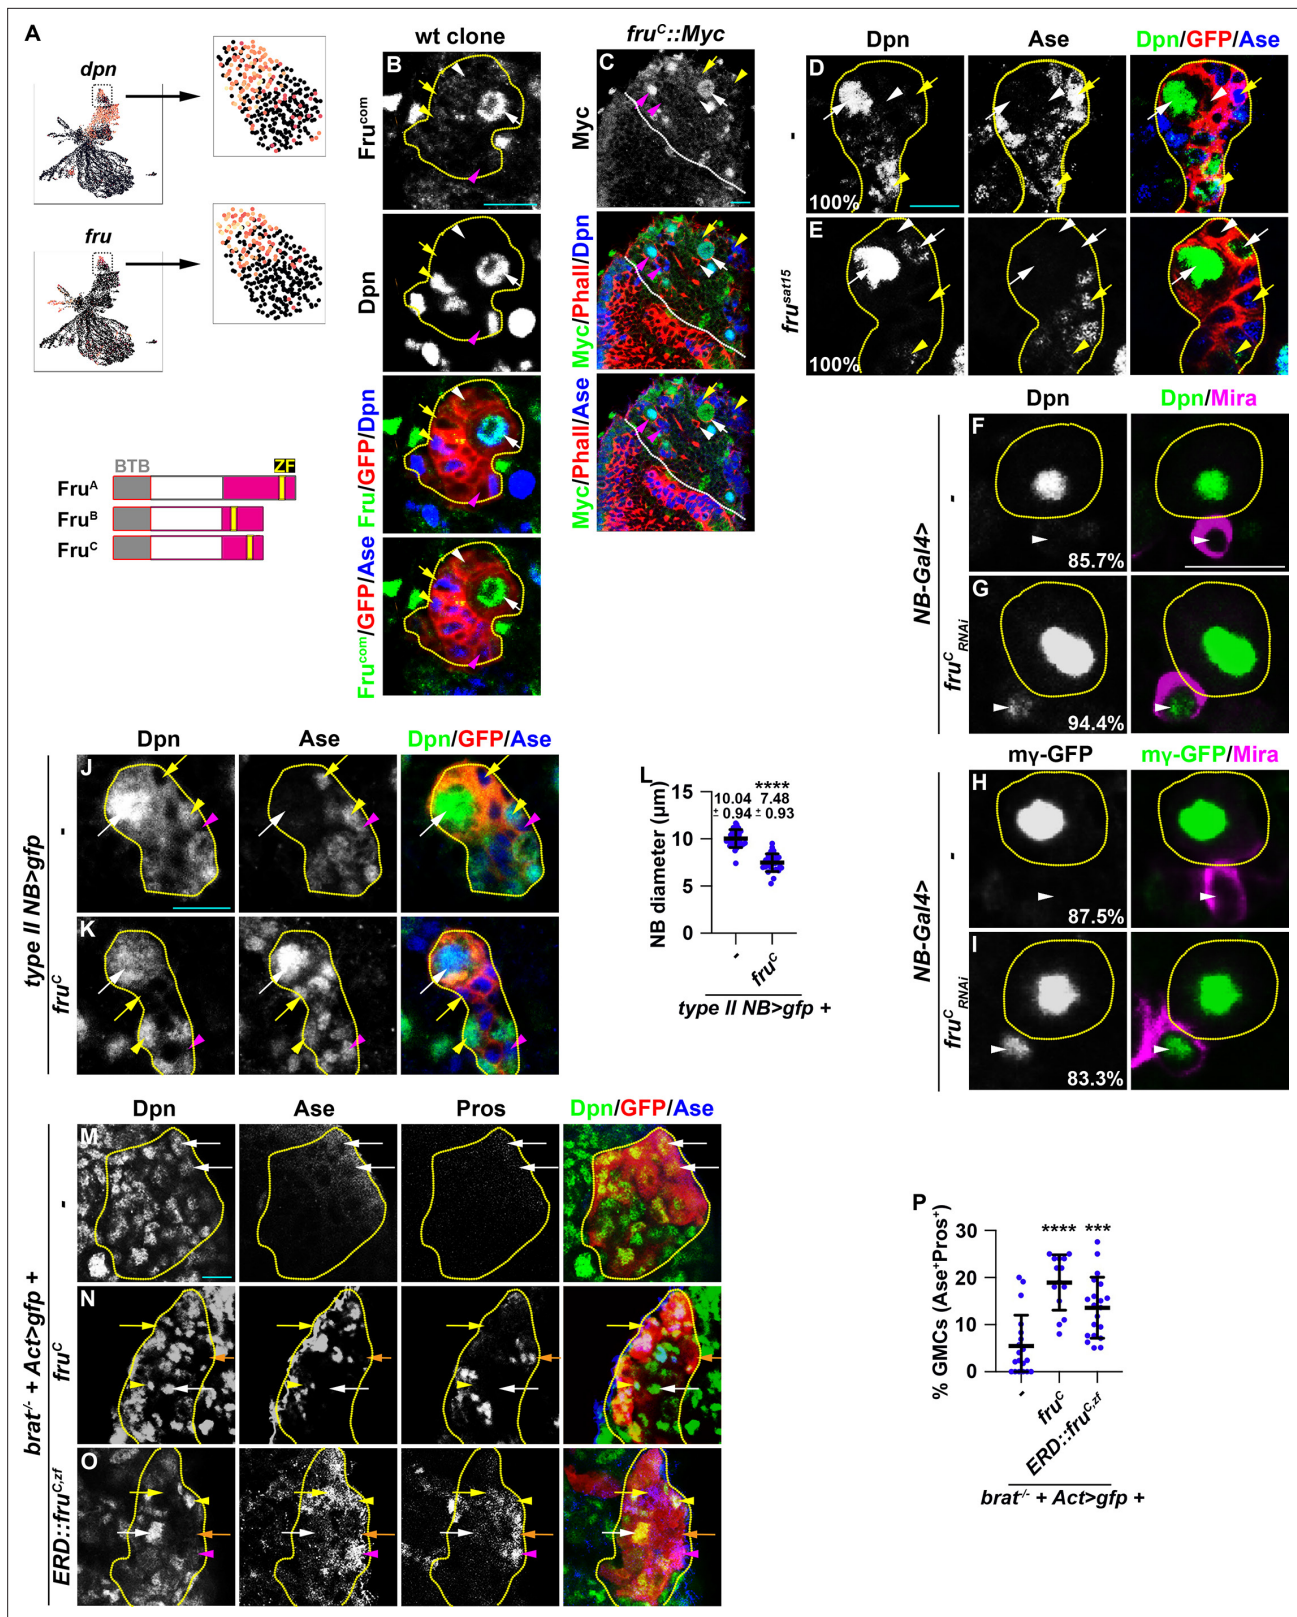 A
dpn
fru
BTB
ZF
Fru^A
Fru^B
Fru^C
wt clone
B
Fru^com
Dpn
Fru/GFP/Dpn
Fru^com/GFP/Ase
fru^C::Myc
C
Myc
Myc/Phall/Dpn
Myc/Phall/Ase
Dpn Ase Dpn/GFP/Ase
D
-
100%
E
fru^sat15
100%
Dpn Dpn/Mira
F
-
85.7%
G
fru^C RNAi
94.4%
NB-Gal4>
mγ-GFP mγ-GFP/Mira
H
-
87.5%
I
fru^C RNAi
83.3%
NB-Gal4>
Dpn Ase Dpn/GFP/Ase
J
-
K
fru^C
type II NB>gfp
L
****
10.04 7.48
± 0.94 ± 0.93
NB diameter (µm)
15
10
5
0
- fru^C
type II NB>gfp +
Dpn Ase Pros Dpn/GFP/Ase
M
-
N
fru^C
O
ERD::fru^C,zf
brat^-/- + Act>gfp +
P
**** ***
% GMCs (Ase^+Pros^+)
30
20
10
0
- fru^C ERD::fru^C,zf
brat^-/- + Act>gfp +